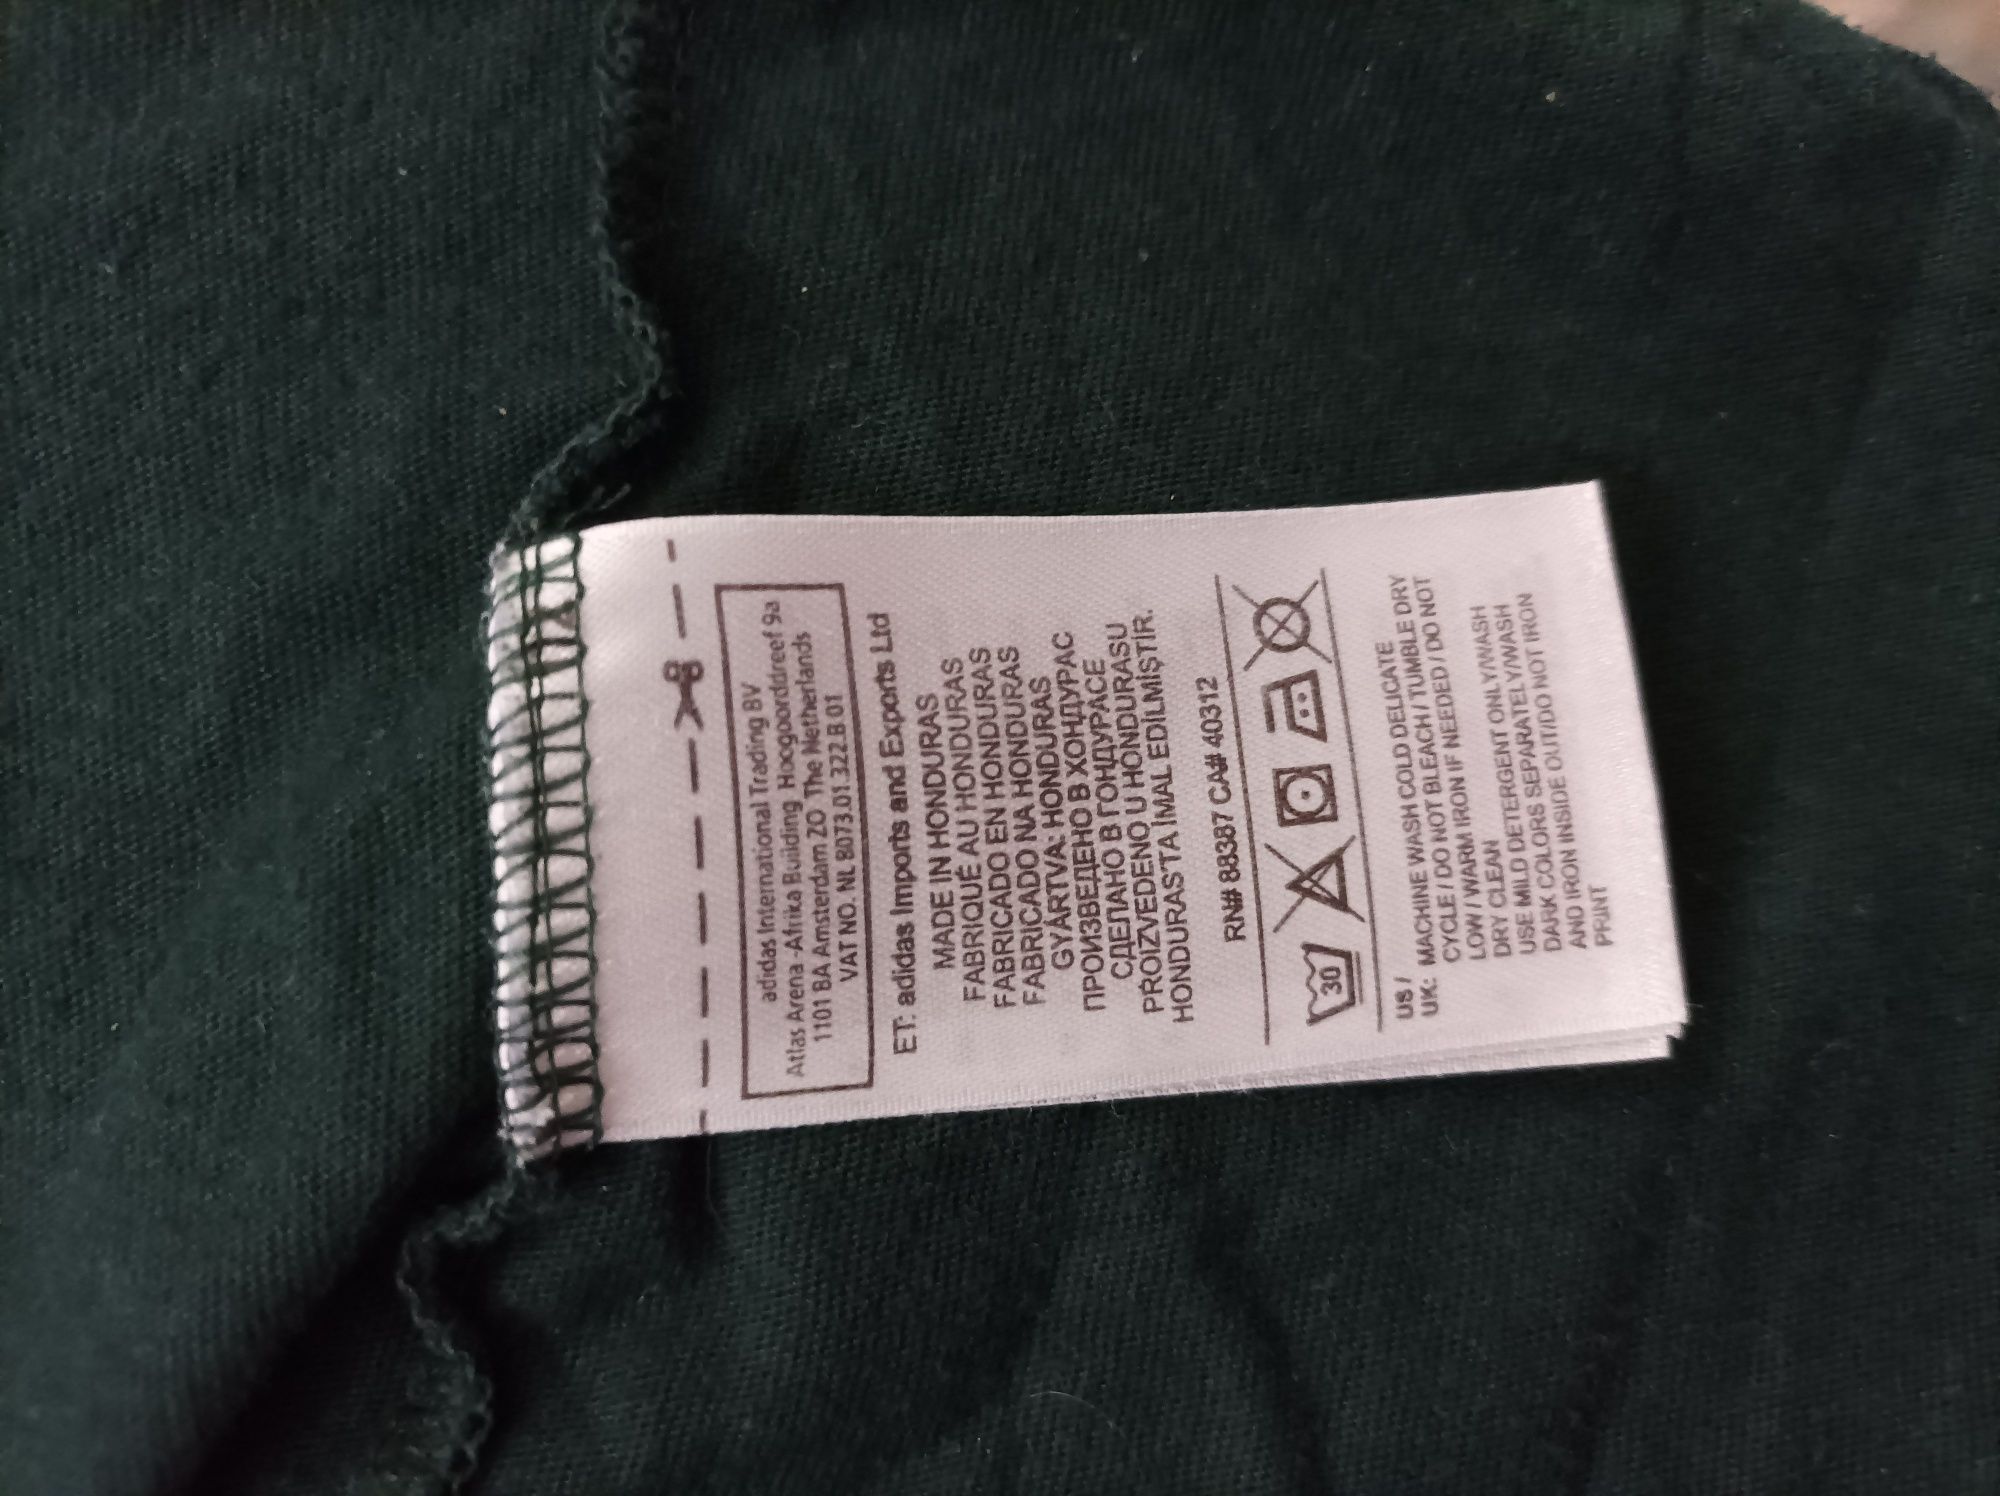 adidas International Trading BV
Atlas Arena -Afrika Building Hoogoorddreef 9a
1101 BA Amsterdam ZO The Netherlands
VAT NO. NL 8073.01.322.B 01
ET: adidas Imports and Exports Ltd
MADE IN HONDURAS
FABRIQUÉ AU HONDURAS
FABRICADO EN HONDURAS
FABRICADO NA HONDURAS
GYÁRTVA: HONDURAS
ПРОИЗВЕДЕНО В ХОНДУРАС
СДЕЛАНО В ГОНДУРАСЕ
PROIZVEDENO U HONDURASU
HONDURAS'TA İMAL EDİLMİŞTİR.
RN# 88387 CA# 40312
30
US /
UK: MACHINE WASH COLD DELICATE
CYCLE / DO NOT BLEACH / TUMBLE DRY
LOW / WARM IRON IF NEEDED / DO NOT
DRY CLEAN
USE MILD DETERGENT ONLY/WASH
DARK COLORS SEPARATELY/WASH
AND IRON INSIDE OUT/DO NOT IRON
PRINT